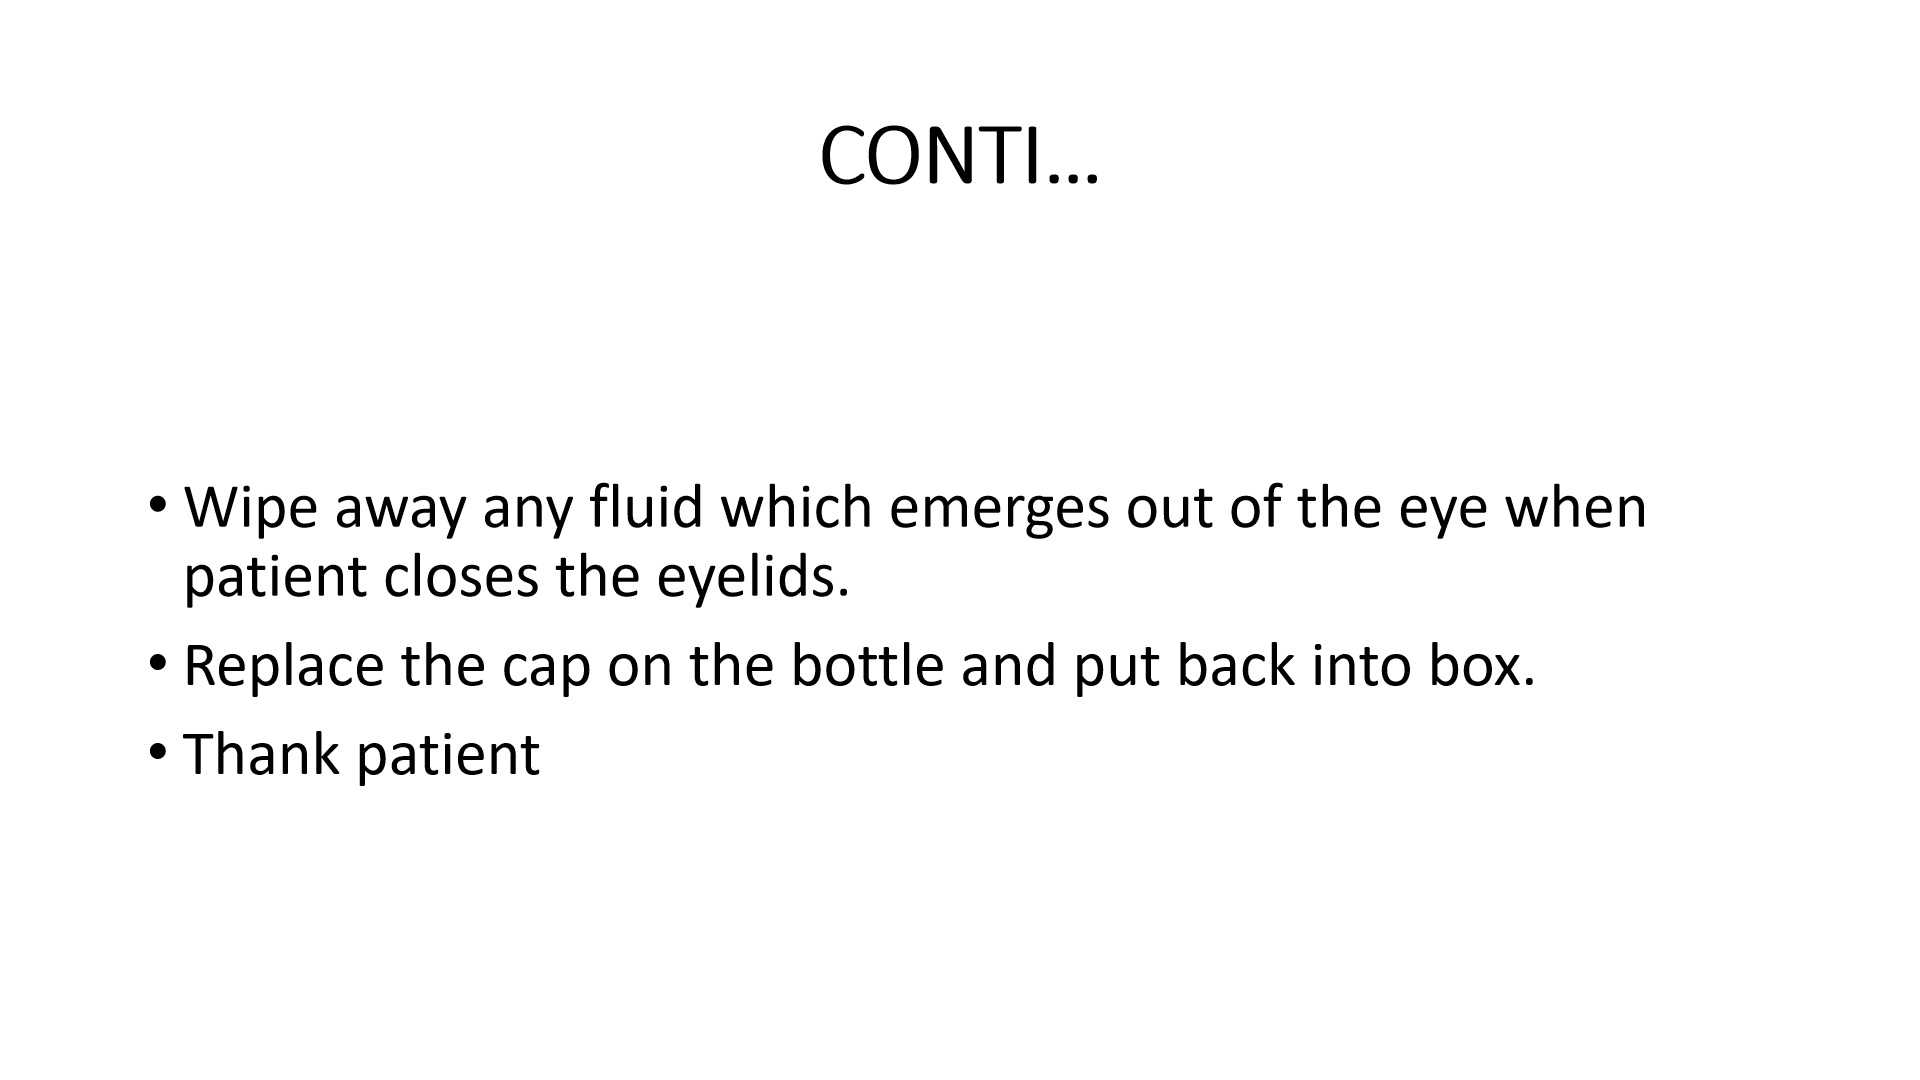 CONTI…
• Wipe away any fluid which emerges out of the eye when
patient closes the eyelids.
• Replace the cap on the bottle and put back into box.
• Thank patient